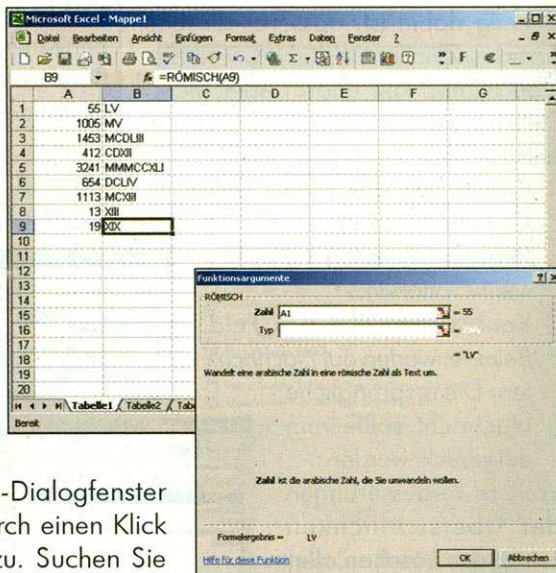 Microsoft Excel - Mappe1
Datei Bearbeiten Ansicht Einfügen Format Extras Daten Fenster ?
B9 fx =RÖMISCH(A9)
A B C D E F G
1 55 LV
2 1005 MV
3 1453 MCDLIII
4 412 CDXII
5 3241 MMMCCXLI
6 654 DCLIV
7 1113 MCXIII
8 13 XIII
9 19 XIX
10
11
12
13
14
15
16
17
18
19
20
Tabelle1 Tabelle2 Tab
Bereit
Funktionsargumente
RÖMISCH
Zahl A1 = 55
Typ = Zahl
= "LV"
Wandelt eine arabische Zahl in eine römische Zahl als Text um.
Zahl ist die arabische Zahl, die Sie umwandeln wollen.
Formelergebnis = LV
Hilfe für diese Funktion OK Abbrechen
-Dialogfenster
rch einen Klick
zu. Suchen Sie